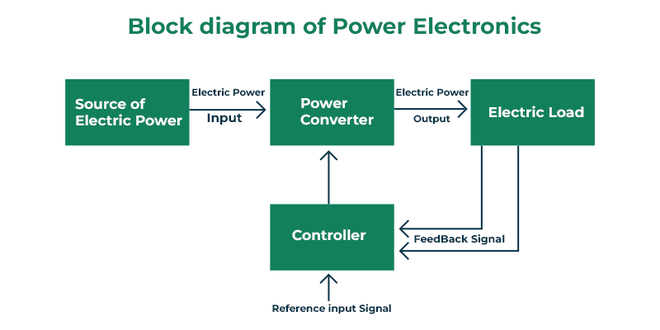 Block diagram of Power Electronics
Source of
Electric Power
Electric Power
Input
Power
Converter
Electric Power
Output
Electric Load
Controller
FeedBack Signal
Reference input Signal